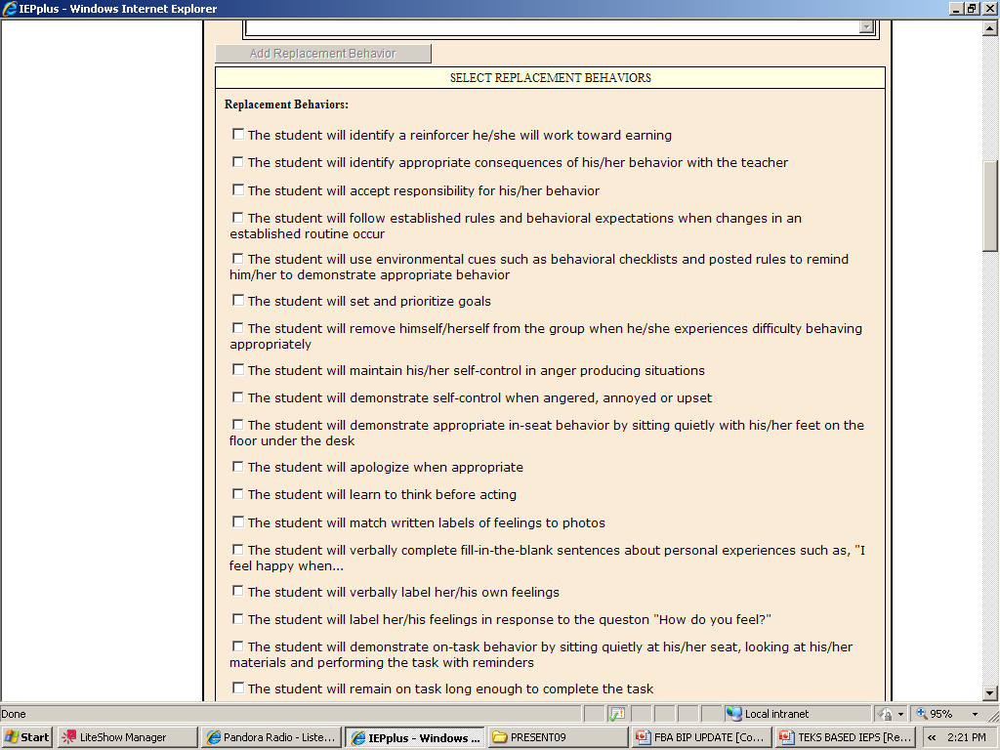 IEPplus - Windows Internet Explorer
Add Replacement Behavior
SELECT REPLACEMENT BEHAVIORS
Replacement Behaviors:
The student will identify a reinforcer he/she will work toward earning
The student will identify appropriate consequences of his/her behavior with the teacher
The student will accept responsibility for his/her behavior
The student will follow established rules and behavioral expectations when changes in an
established routine occur
The student will use environmental cues such as behavioral checklists and posted rules to remind
him/her to demonstrate appropriate behavior
The student will set and prioritize goals
The student will remove himself/herself from the group when he/she experiences difficulty behaving
appropriately
The student will maintain his/her self-control in anger producing situations
The student will demonstrate self-control when angered, annoyed or upset
The student will demonstrate appropriate in-seat behavior by sitting quietly with his/her feet on the
floor under the desk
The student will apologize when appropriate
The student will learn to think before acting
The student will match written labels of feelings to photos
The student will verbally complete fill-in-the-blank sentences about personal experiences such as, "I
feel happy when...
The student will verbally label her/his own feelings
The student will label her/his feelings in response to the queston "How do you feel?"
The student will demonstrate on-task behavior by sitting quietly at his/her seat, looking at his/her
materials and performing the task with reminders
The student will remain on task long enough to complete the task
Done Local intranet 95%
Start LiteShow Manager Pandora Radio - Liste... IEPplus - Windows ... PRESENT09 FBA BIP UPDATE [Co... TEKS BASED IEPS [Re... « 2:21 PM